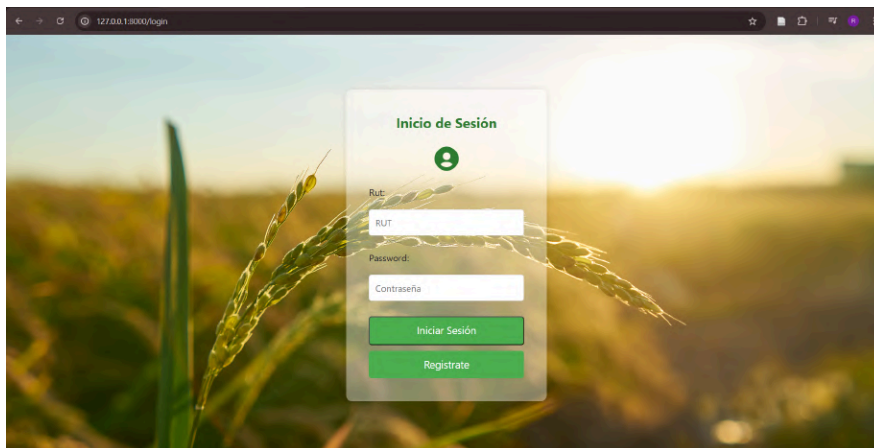 127.0.0.1:8000/login
Inicio de Sesión
Rut:
RUT
Password:
Contraseña
Iniciar Sesión
Registrate